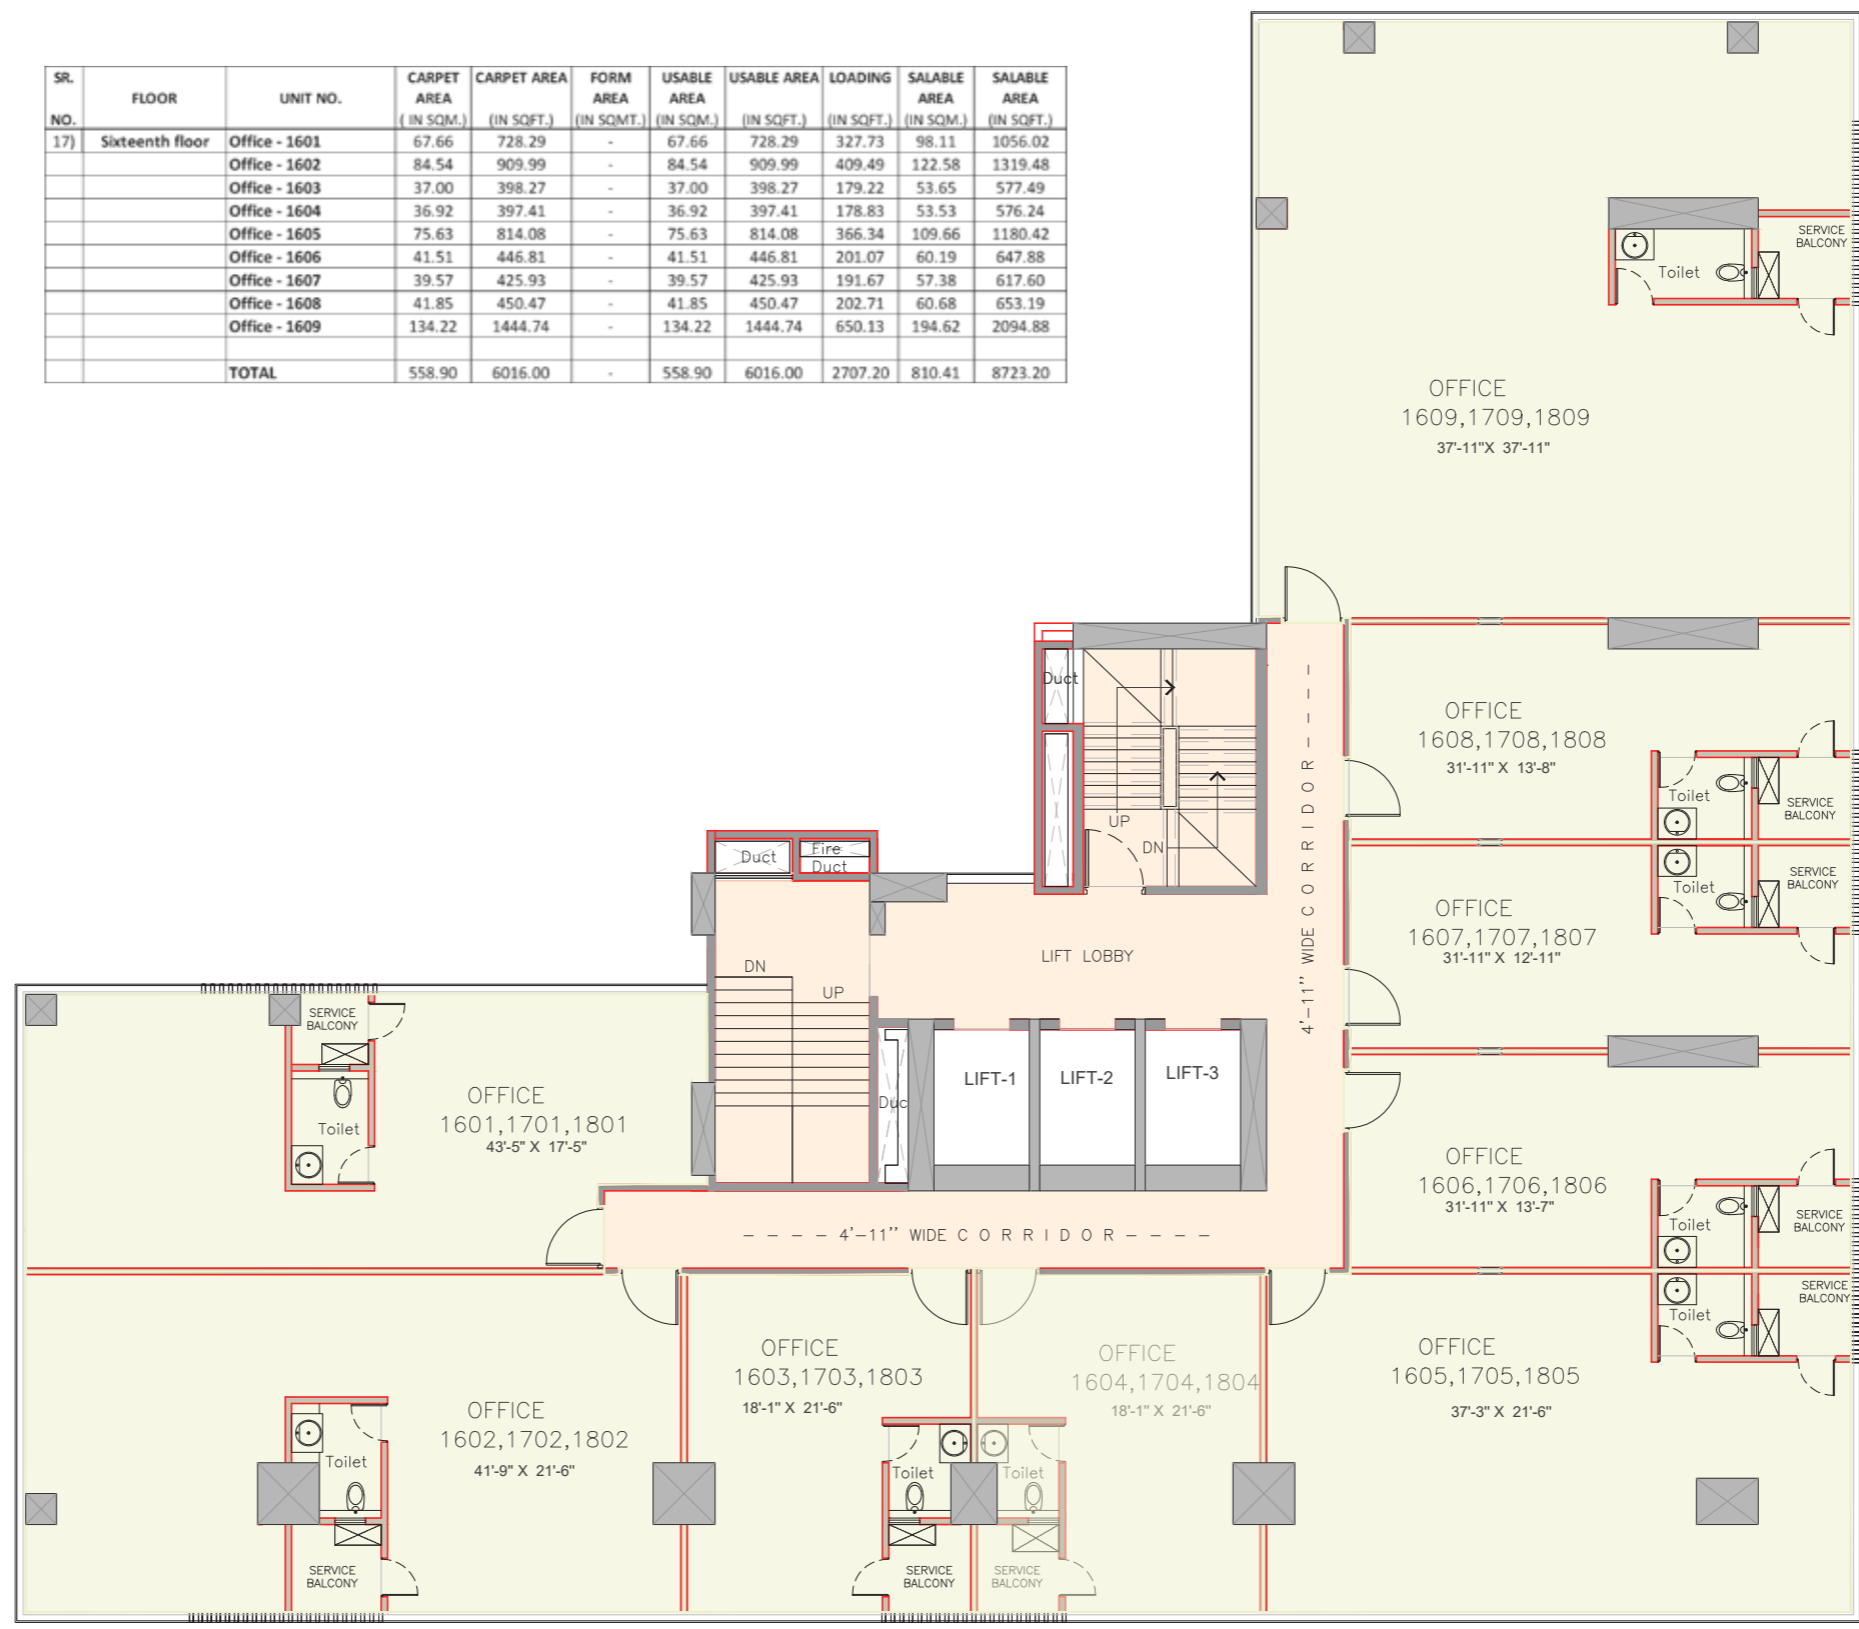 SR. NO. FLOOR UNIT NO. CARPET AREA ( IN SQM.) CARPET AREA (IN SQFT.) FORM AREA (IN SQMT.) USABLE AREA (IN SQM.) USABLE AREA (IN SQFT.) LOADING (IN SQFT.) SALABLE AREA (IN SQM.) SALABLE AREA (IN SQFT.)
17) Sixteenth floor Office - 1601 67.66 728.29 - 67.66 728.29 327.73 98.11 1056.02
Office - 1602 84.54 909.99 - 84.54 909.99 409.49 122.58 1319.48
Office - 1603 37.00 398.27 - 37.00 398.27 179.22 53.65 577.49
Office - 1604 36.92 397.41 - 36.92 397.41 178.83 53.53 576.24
Office - 1605 75.63 814.08 - 75.63 814.08 366.34 109.66 1180.42
Office - 1606 41.51 446.81 - 41.51 446.81 201.07 60.19 647.88
Office - 1607 39.57 425.93 - 39.57 425.93 191.67 57.38 617.60
Office - 1608 41.85 450.47 - 41.85 450.47 202.71 60.68 653.19
Office - 1609 134.22 1444.74 - 134.22 1444.74 650.13 194.62 2094.88
TOTAL 558.90 6016.00 - 558.90 6016.00 2707.20 810.41 8723.20
SERVICE
BALCONY
Toilet
OFFICE
1609,1709,1809
37'-11"X 37'-11"
Duct
UP
DN
4'-11" WIDE CORRIDOR
OFFICE
1608,1708,1808
31'-11" X 13'-8"
Toilet
SERVICE
BALCONY
Duct
Fire
Duct
Toilet
SERVICE
BALCONY
OFFICE
1607,1707,1807
31'-11" X 12'-11"
LIFT LOBBY
DN
UP
SERVICE
BALCONY
Toilet
OFFICE
1601,1701,1801
43'-5" X 17'-5"
Duc
LIFT-1
LIFT-2
LIFT-3
OFFICE
1606,1706,1806
31'-11" X 13'-7"
Toilet
SERVICE
BALCONY
4'-11" WIDE CORRIDOR
SERVICE
BALCONY
Toilet
OFFICE
1602,1702,1802
41'-9" X 21'-6"
Toilet
SERVICE
BALCONY
OFFICE
1603,1703,1803
18'-1" X 21'-6"
Toilet
SERVICE
BALCONY
OFFICE
1604,1704,1804
18'-1" X 21'-6"
Toilet
SERVICE
BALCONY
OFFICE
1605,1705,1805
37'-3" X 21'-6"